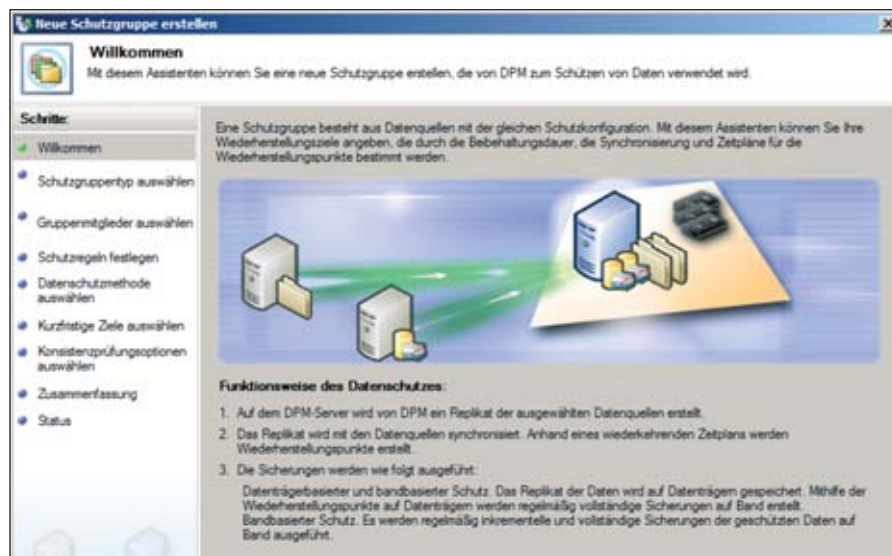 Neue Schutzgruppe erstellen
Willkommen
Mit diesem Assistenten können Sie eine neue Schutzgruppe erstellen, die von DPM zum Schützen von Daten verwendet wird.
Schritte:
Willkommen
Schutzgruppentyp auswählen
Gruppenmitglieder auswählen
Schutzregeln festlegen
Datenschutzmethode
auswählen
Kurzfristige Ziele auswählen
Konsistenzprüfungsoptionen
auswählen
Zusammenfassung
Status
Eine Schutzgruppe besteht aus Datenquellen mit der gleichen Schutzkonfiguration. Mit diesem Assistenten können Sie Ihre
Wiederherstellungsziele angeben, die durch die Beibehaltungsdauer, die Synchronisierung und Zeitpläne für die
Wiederherstellungspunkte bestimmt werden.
Funktionsweise des Datenschutzes:
1. Auf dem DPM-Server wird von DPM ein Replikat der ausgewählten Datenquellen erstellt.
2. Das Replikat wird mit den Datenquellen synchronisiert. Anhand eines wiederkehrenden Zeitplans werden
Wiederherstellungspunkte erstellt.
3. Die Sicherungen werden wie folgt ausgeführt:
Datenträgerbasierter und bandbasierter Schutz. Das Replikat der Daten wird auf Datenträgern gespeichert. Mithilfe der
Wiederherstellungspunkte auf Datenträgern werden regelmäßig vollständige Sicherungen auf Band erstellt.
Bandbasierter Schutz. Es werden regelmäßig inkrementelle und vollständige Sicherungen der geschützten Daten auf
Band ausgeführt.